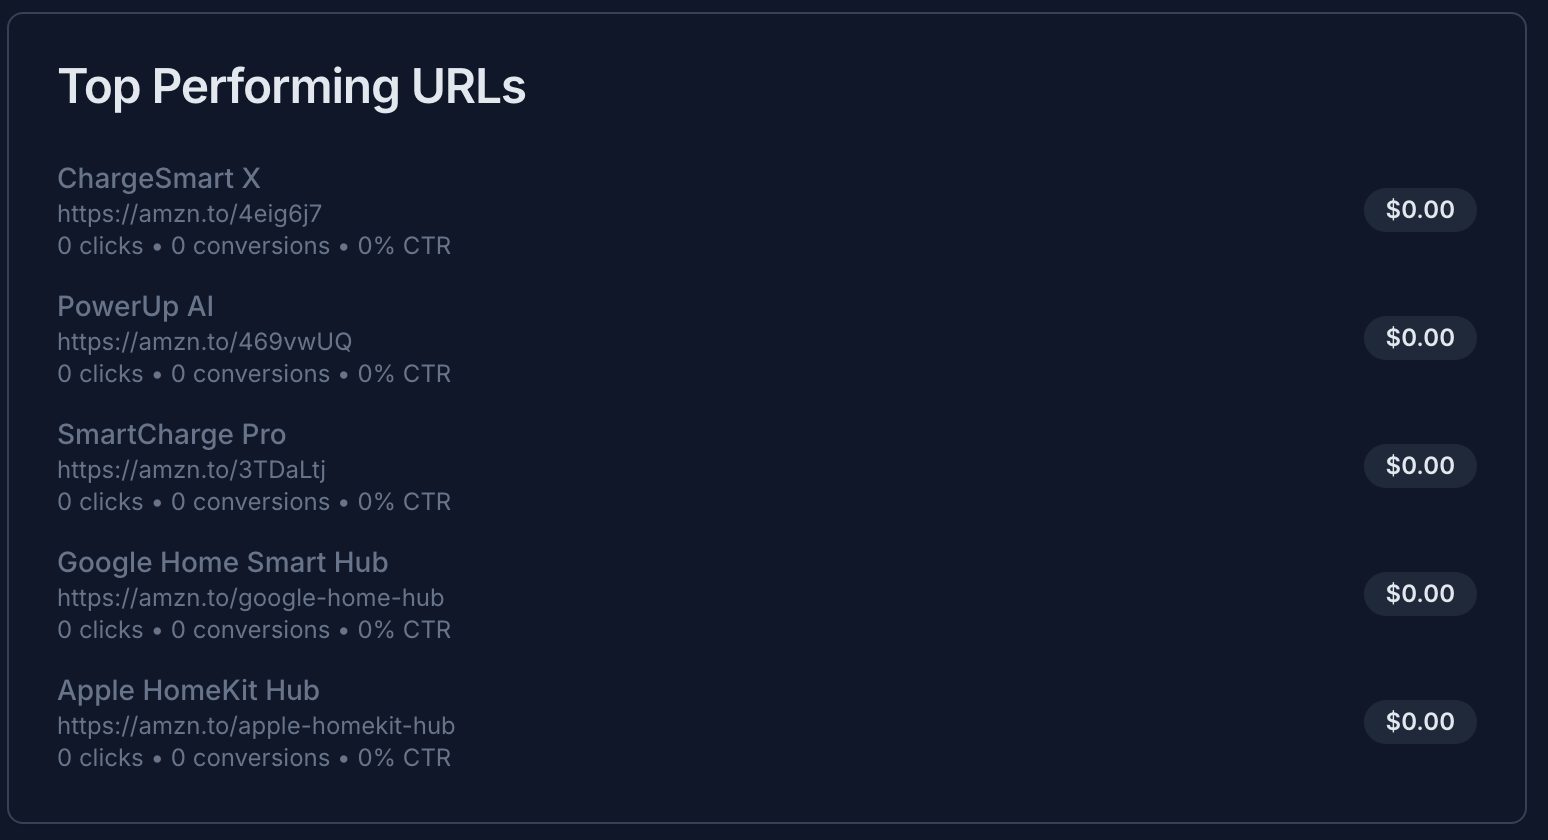 Top Performing URLs
ChargeSmart X
https://amzn.to/4eig6j7
0 clicks • 0 conversions • 0% CTR
$0.00
PowerUp AI
https://amzn.to/469vwUQ
0 clicks • 0 conversions • 0% CTR
$0.00
SmartCharge Pro
https://amzn.to/3TDaLtj
0 clicks • 0 conversions • 0% CTR
$0.00
Google Home Smart Hub
https://amzn.to/google-home-hub
0 clicks • 0 conversions • 0% CTR
$0.00
Apple HomeKit Hub
https://amzn.to/apple-homekit-hub
0 clicks • 0 conversions • 0% CTR
$0.00